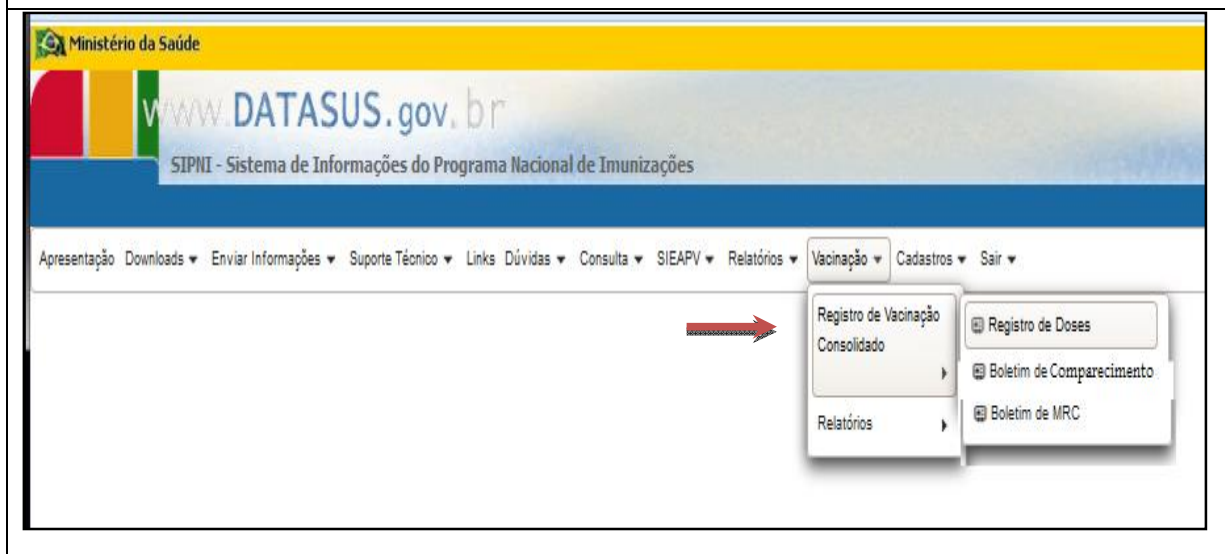 Ministério da Saúde
www.DATASUS.gov.br
SIPNI - Sistema de Informações do Programa Nacional de Imunizações
Apresentação Downloads Enviar Informações Suporte Técnico Links Dúvidas Consulta SIEAPV Relatórios Vacinação Cadastros Sair
Registro de Vacinação
Consolidado
Relatórios
Registro de Doses
Boletim de Comparecimento
Boletim de MRC